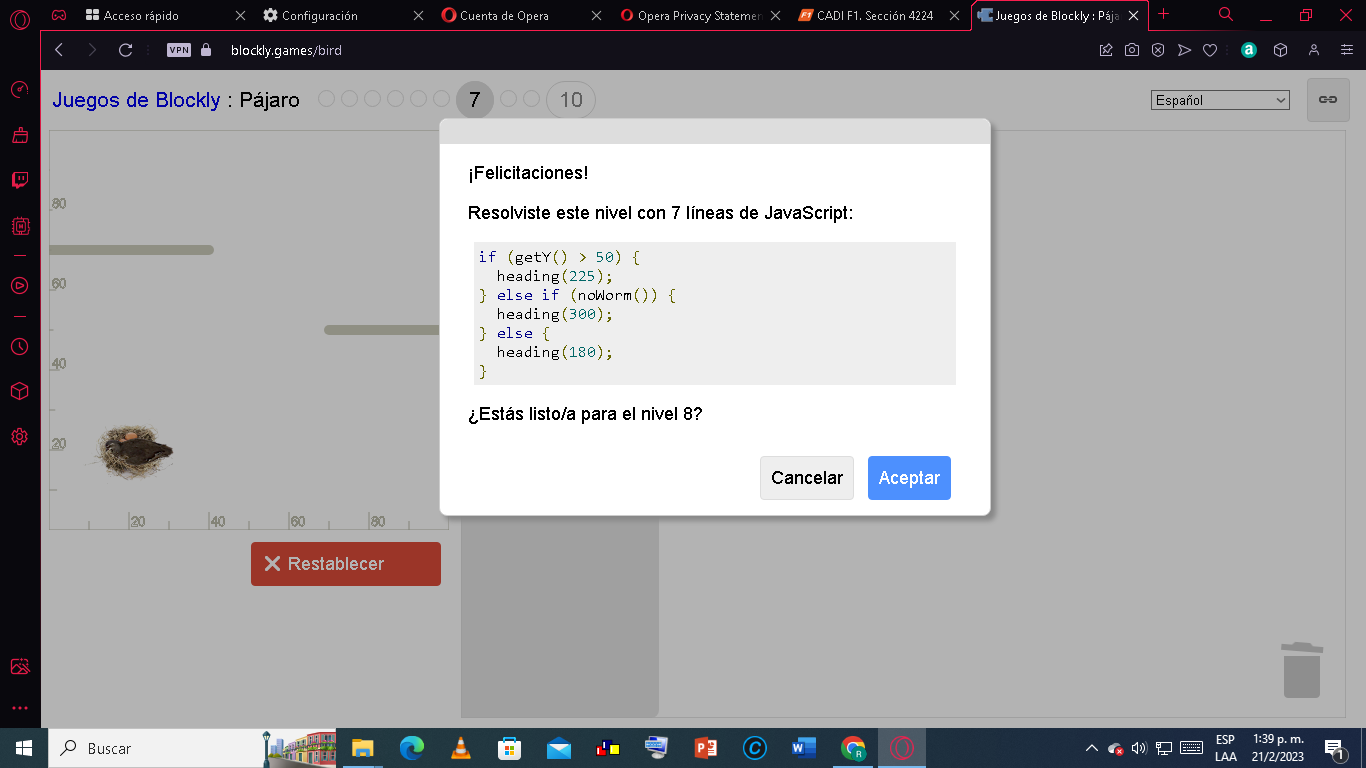 Acceso rápido
Configuración
Cuenta de Opera
Opera Privacy Statemen
CADI F1. Sección 4224
Juegos de Blockly : Pája
VPN
blockly.games/bird
Juegos de Blockly : Pájaro
7
10
Español
¡Felicitaciones!
Resolviste este nivel con 7 líneas de JavaScript:
if (getY() > 50) {
heading(225);
} else if (noWorm()) {
heading(300);
} else {
heading(180);
}
¿Estás listo/a para el nivel 8?
Cancelar
Aceptar
80
60
40
20
20
40
60
80
Restablecer
Buscar
ESP
LAA
1:39 p. m.
21/2/2023
1